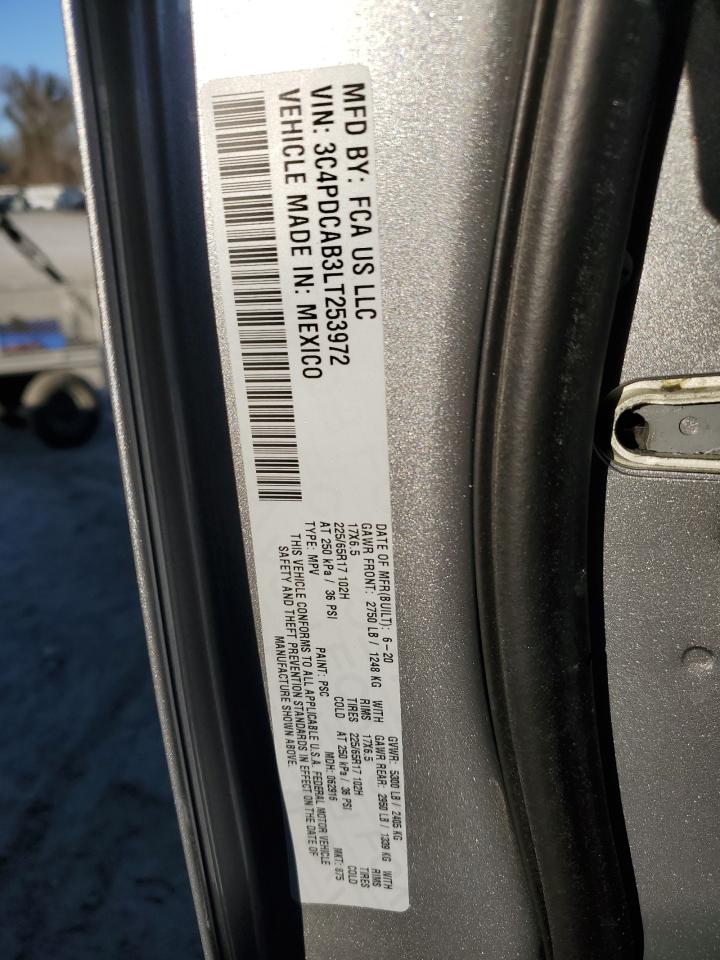 MFD BY: FCA US LLC
VIN: 3C4PDCAB3LT253972
VEHICLE MADE IN: MEXICO
DATE OF MFR(BUILT): 6-20 GVWR: 5300 LB / 2405 KG
GAWR FRONT: 2750 LB / 1248 KG WITH GAWR REAR: 2950 LB / 1339 KG WITH
17X6.5 RIMS 17X6.5 RIMS
225/65R17 102H TIRES 225/65R17 102H TIRES
AT 250 kPa / 36 PSI COLD AT 250 kPa / 36 PSI COLD
TYPE: MPV PAINT: PSC MDH: 062916 MKT: 875
THIS VEHICLE CONFORMS TO ALL APPLICABLE U.S.A. FEDERAL MOTOR VEHICLE
SAFETY AND THEFT PREVENTION STANDARDS IN EFFECT ON THE DATE OF
MANUFACTURE SHOWN ABOVE.